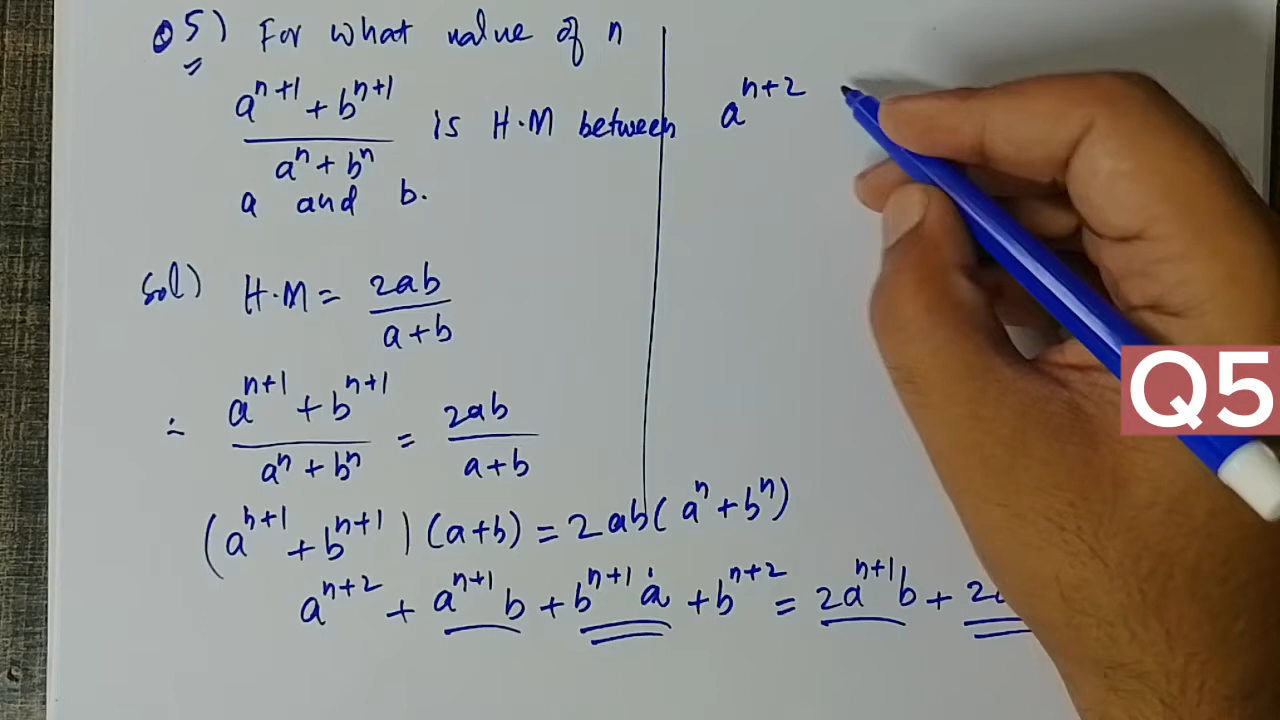 Q5) For what value of n
a^{n+1} + b^{n+1}
a^n + b^n
is H.M between
a and b.
Sol) H.M = 2ab
a+b
∴ a^{n+1} + b^{n+1} = 2ab
a^n + b^n a+b
(a^{n+1} + b^{n+1})(a+b) = 2ab(a^n + b^n)
a^{n+2} + a^{n+1}b + b^{n+1}a + b^{n+2} = 2a^{n+1}b + 2
a^{n+2}
Q5